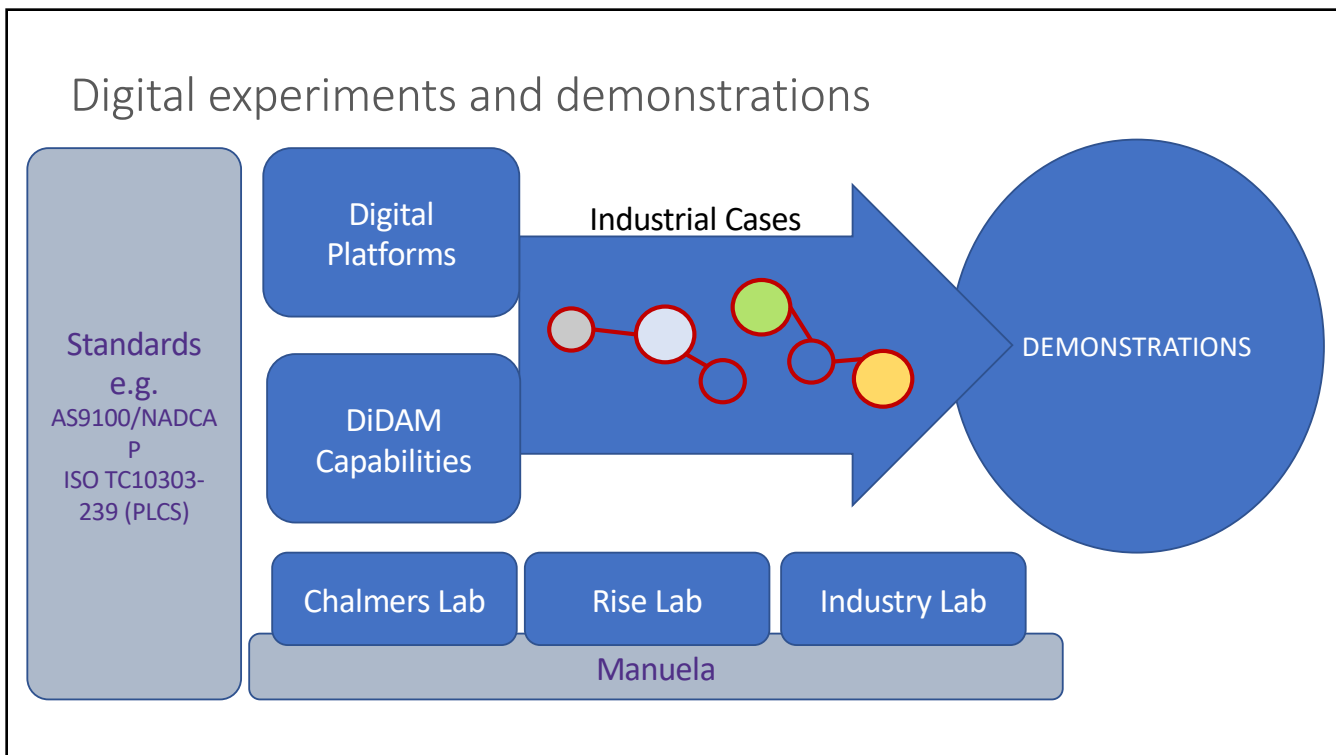 Digital experiments and demonstrations
Standards
e.g.
AS9100/NADCA
P
ISO TC10303-
239 (PLCS)
Digital
Platforms
DiDAM
Capabilities
Industrial Cases
DEMONSTRATIONS
Chalmers Lab
Rise Lab
Industry Lab
Manuela